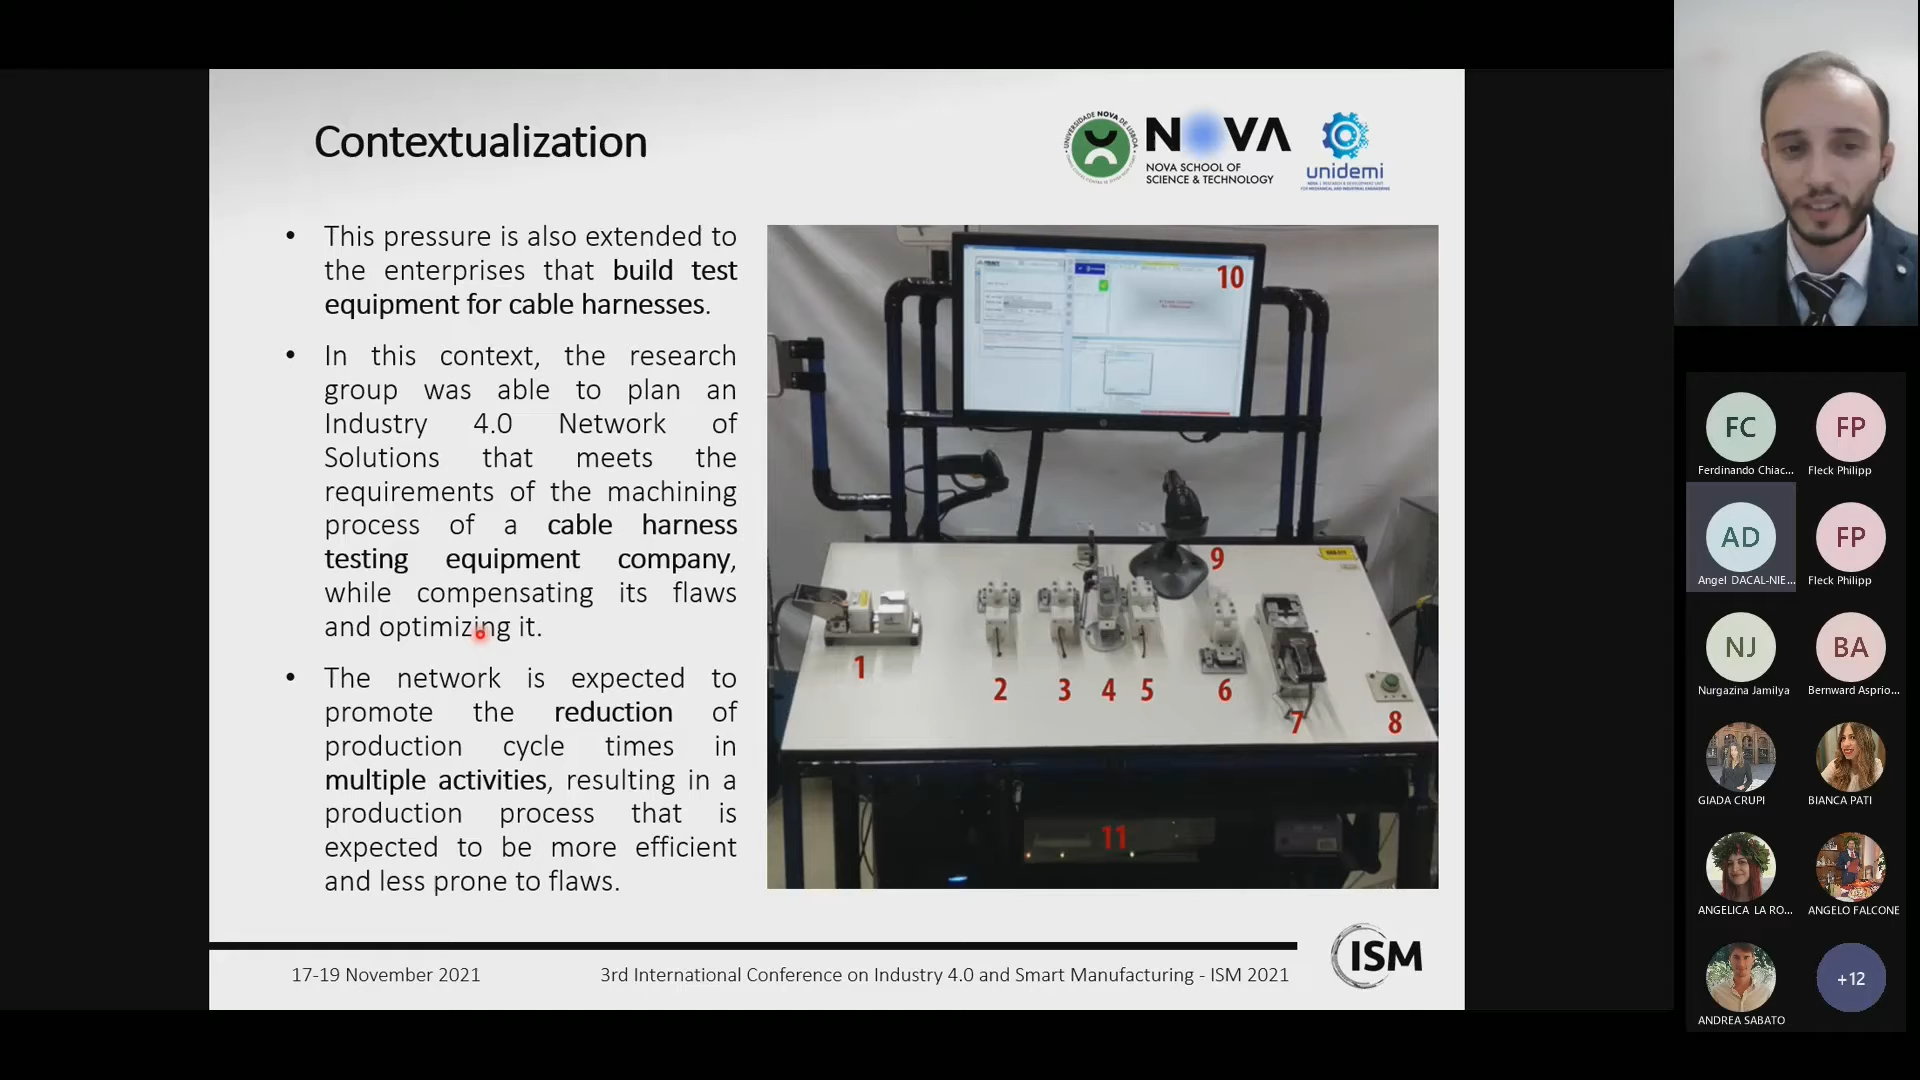 Contextualization
UNIVERSIDADE NOVA DE LISBOA
NOVA
NOVA SCHOOL OF
SCIENCE & TECHNOLOGY
unidemi
• This pressure is also extended to
the enterprises that build test
equipment for cable harnesses.
• In this context, the research
group was able to plan an
Industry 4.0 Network of
Solutions that meets the
requirements of the machining
process of a cable harness
testing equipment company,
while compensating its flaws
and optimizing it.
• The network is expected to
promote the reduction of
production cycle times in
multiple activities, resulting in a
production process that is
expected to be more efficient
and less prone to flaws.
10
9
1
2
3
4
5
6
7
8
11
17-19 November 2021
3rd International Conference on Industry 4.0 and Smart Manufacturing - ISM 2021
ISM
FC
Ferdinando Chiac...
FP
Fleck Philipp
AD
Angel DACAL-NIE...
FP
Fleck Philipp
NJ
Nurgazina Jamilya
BA
Bernward Asprio...
GIADA CRUPI
BIANCA PATI
ANGELICA LA RO...
ANGELO FALCONE
ANDREA SABATO
+12